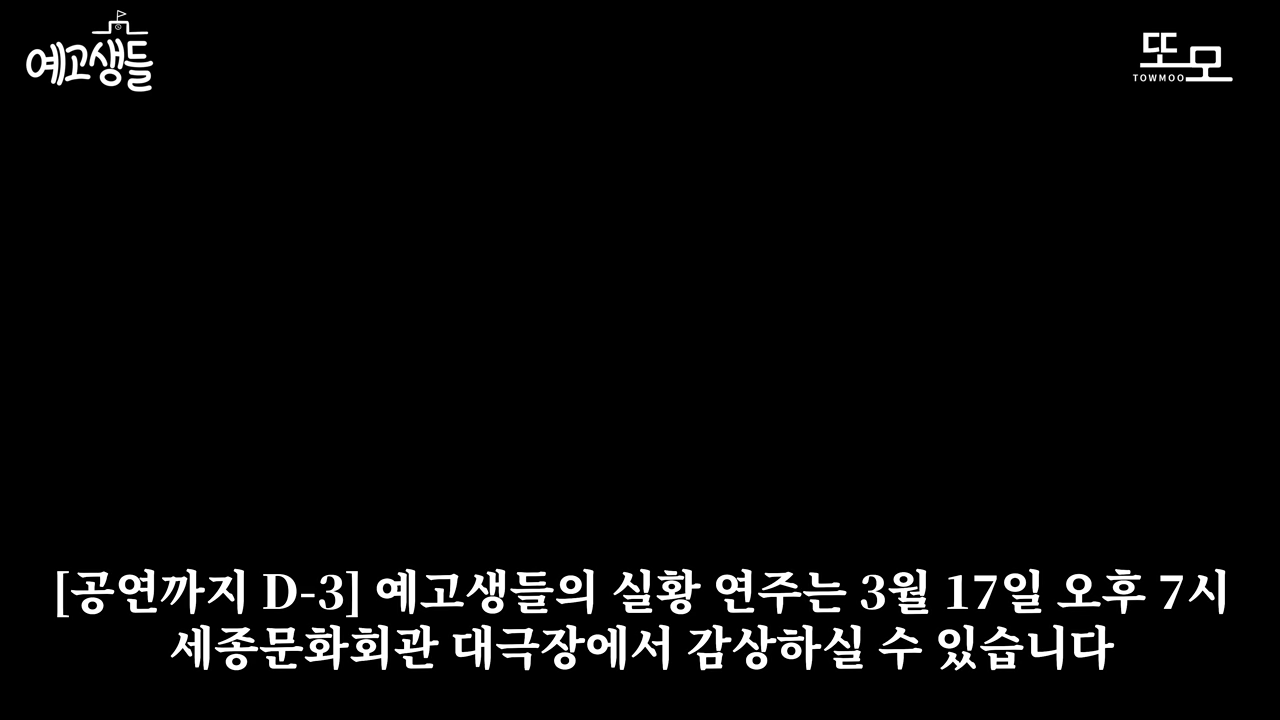 예고생들
또모
TOWMOO
[공연까지 D-3] 예고생들의 실황 연주는 3월 17일 오후 7시
세종문화회관 대극장에서 감상하실 수 있습니다